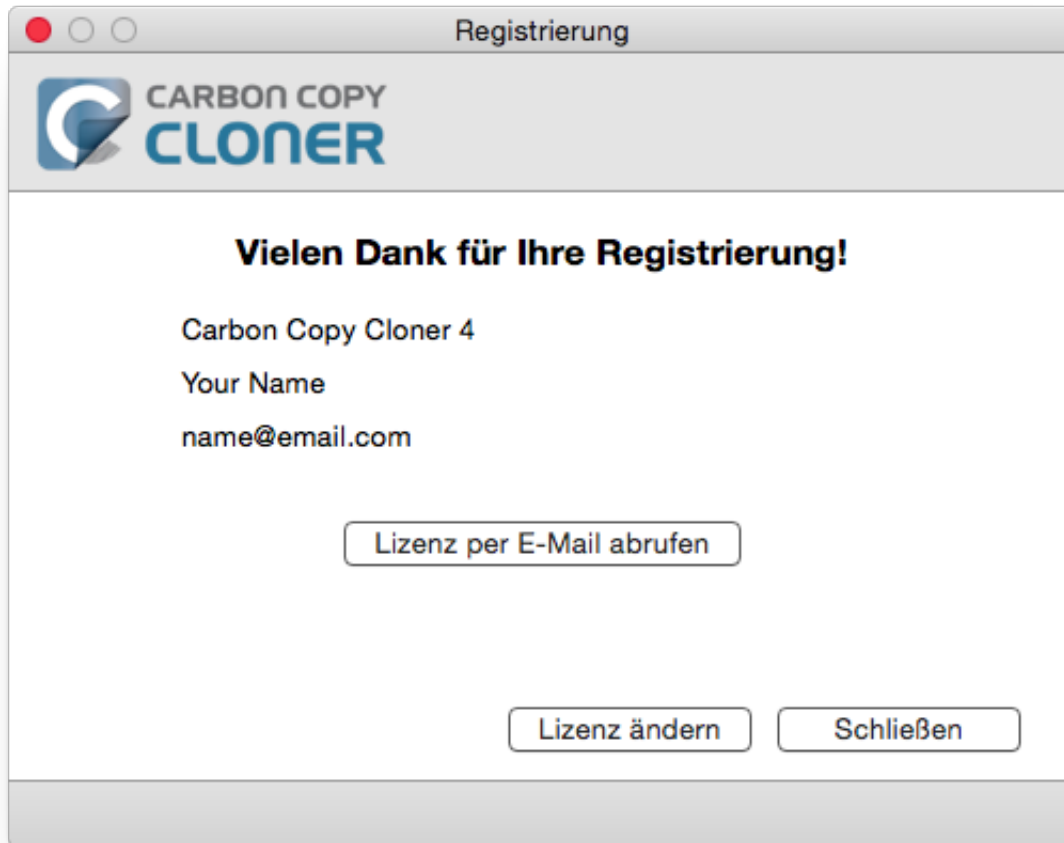 Registrierung
CARBON COPY
CLONER
Vielen Dank für Ihre Registrierung!
Carbon Copy Cloner 4
Your Name
name@email.com
Lizenz per E-Mail abrufen
Lizenz ändern
Schließen